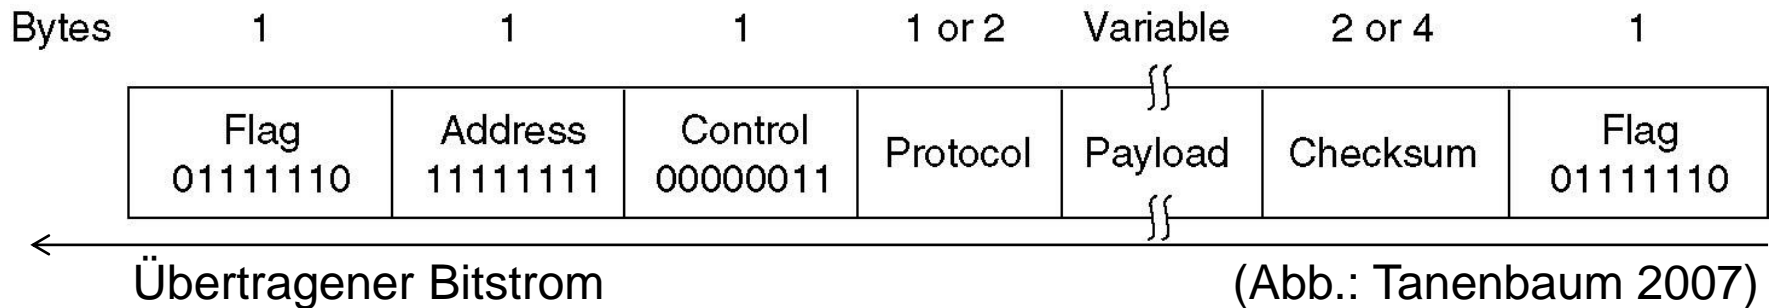 Bytes 1 1 1 1 or 2 Variable 2 or 4 1
Flag Address Control Protocol Payload Checksum Flag
01111110 11111111 00000011 01111110
Übertragener Bitstrom (Abb.: Tanenbaum 2007)